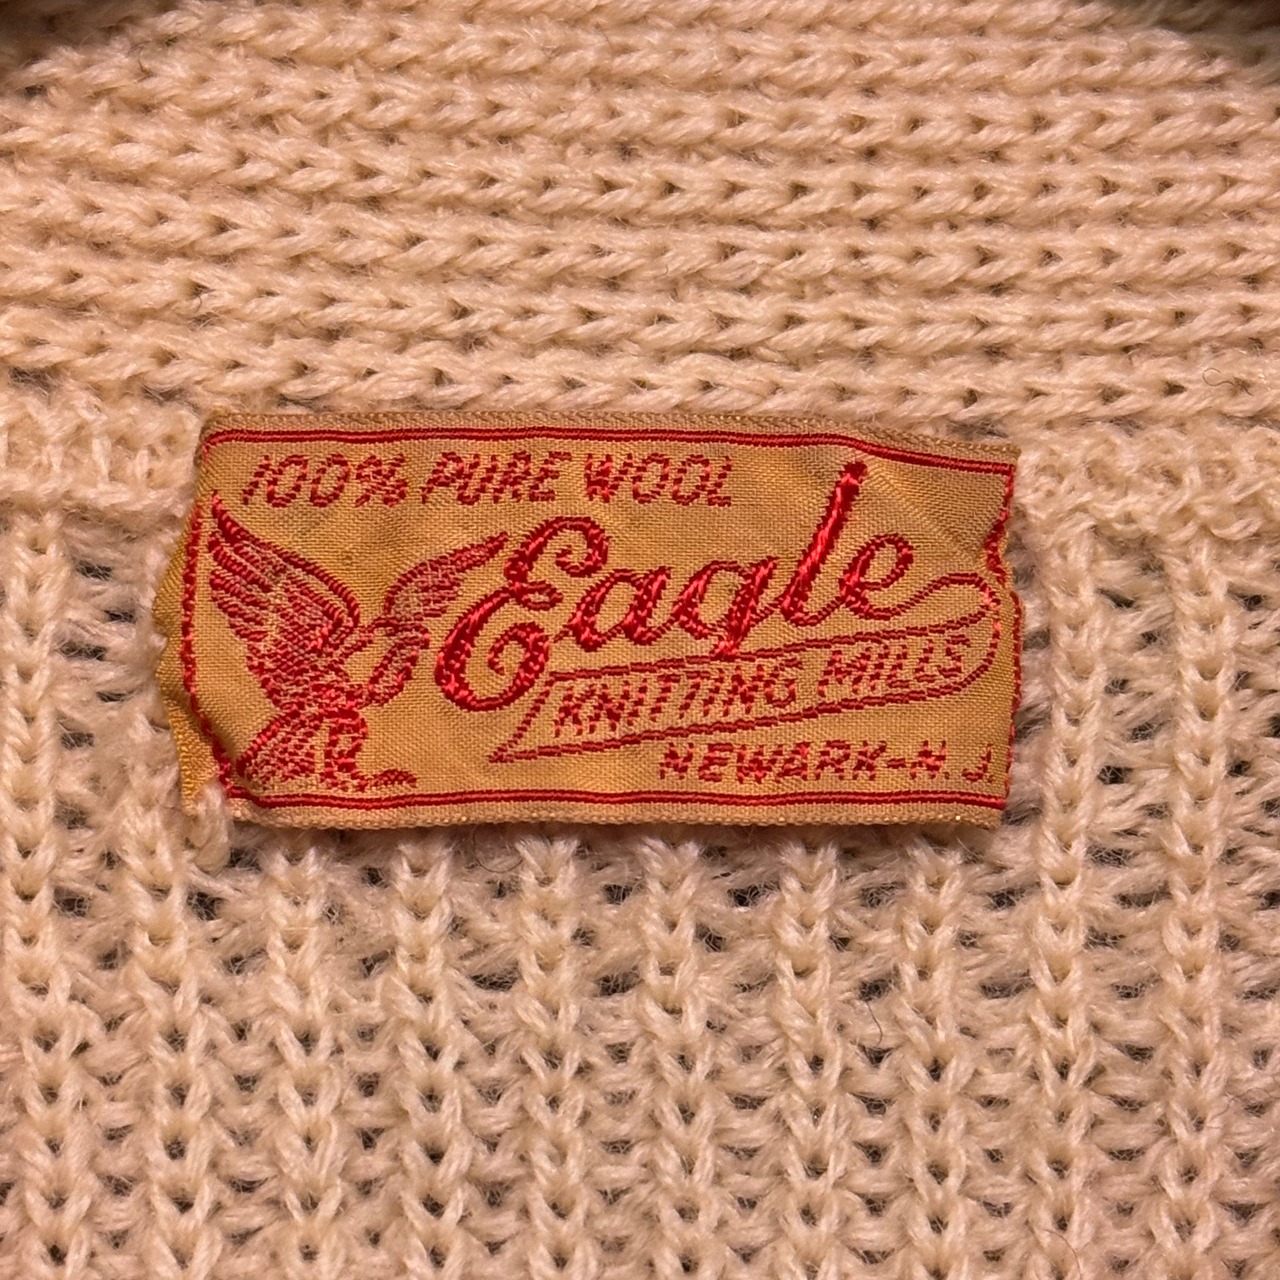 100% PURE WOOL
Eagle
KNITTING MILLS
NEWARK-N.J.